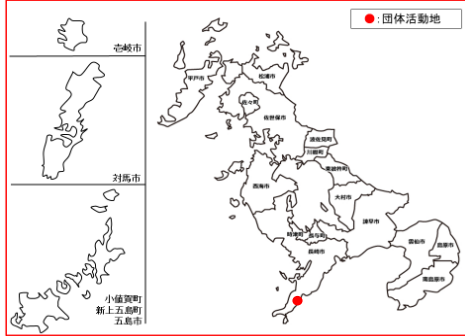 ●：団体活動地
壱岐市
対馬市
小値賀町
新上五島町
五島市
平戸市
松浦市
佐々町
佐世保市
波佐見町
川棚町
東彼杵町
西海市
大村市
時津町
長与町
諫早市
長崎市
雲仙市
島原市
南島原市